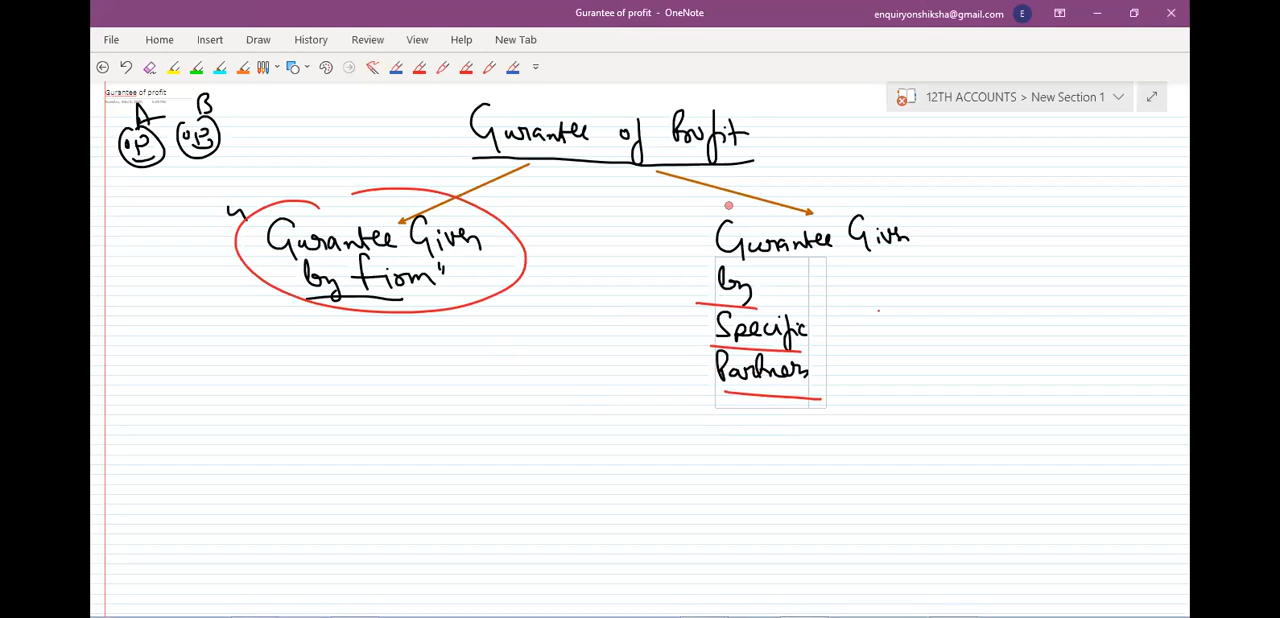 Gurantee of profit - OneNote
enquiryonshiksha@gmail.com E
File Home Insert Draw History Review View Help New Tab
Gurantee of profit
12TH ACCOUNTS > New Section 1
A B
Gurantee of Profit
Gurantee Given
by firm"
Gurantee Given
by
Specific
Partners